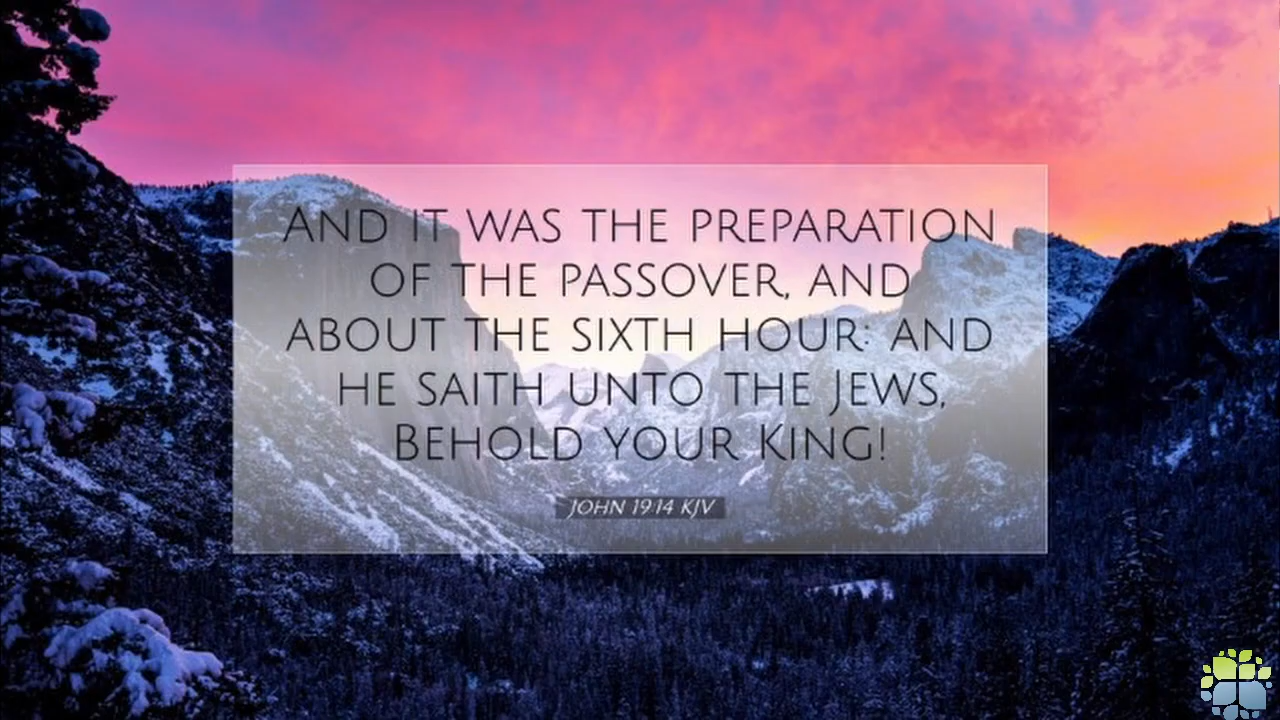 And it was the preparation
of the passover, and
about the sixth hour: and
he saith unto the Jews,
Behold your King!
JOHN 19:14 KJV